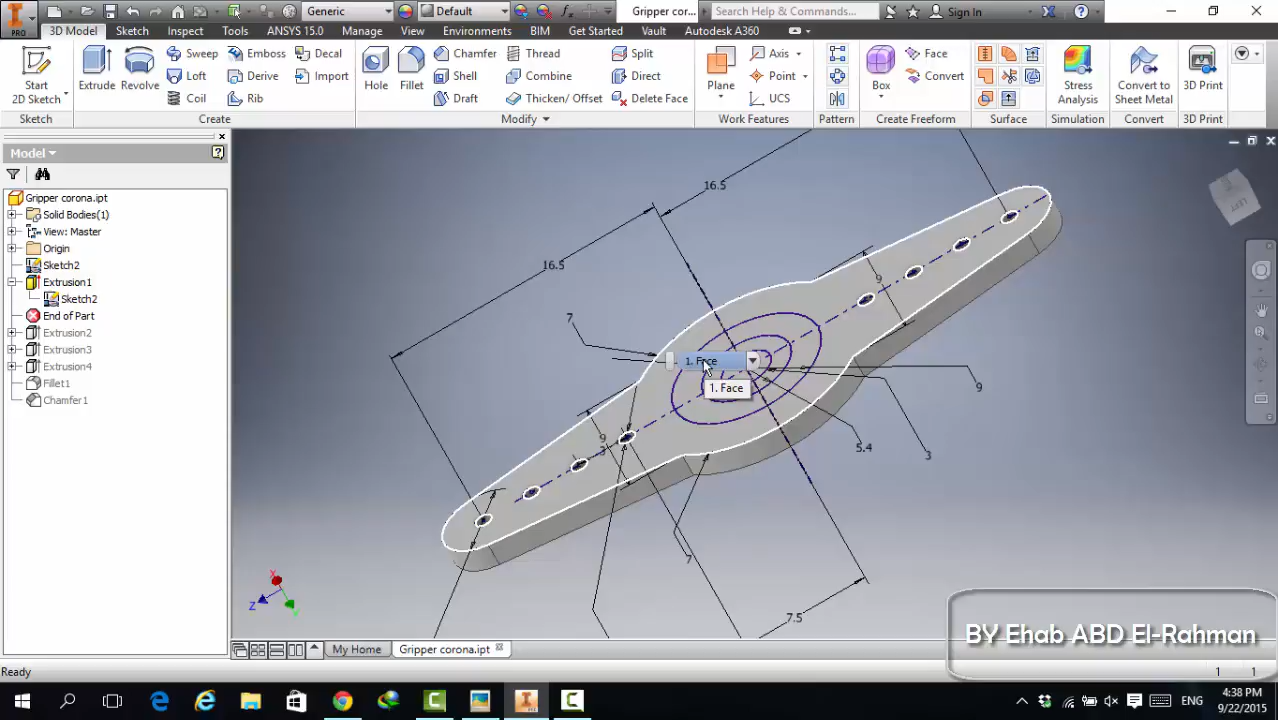 Generic
Default
Gripper cor...
Search Help & Commands...
Sign In
PRO
3D Model
Sketch
Inspect
Tools
ANSYS 15.0
Manage
View
Environments
BIM
Get Started
Vault
Autodesk A360
Start
2D Sketch
Extrude
Revolve
Sweep
Loft
Coil
Emboss
Derive
Rib
Decal
Import
Hole
Fillet
Chamfer
Shell
Draft
Thread
Combine
Thicken/ Offset
Split
Direct
Delete Face
Plane
Axis
Point
UCS
Box
Face
Convert
Stress
Analysis
Convert to
Sheet Metal
3D Print
Sketch
Create
Modify
Work Features
Pattern
Create Freeform
Surface
Simulation
Convert
3D Print
Model
Gripper corona.ipt
Solid Bodies(1)
View: Master
Origin
Sketch2
Extrusion1
Sketch2
End of Part
Extrusion2
Extrusion3
Extrusion4
Fillet1
Chamfer1
16.5
16.5
9
7
1. Face
1. Face
9
9
3
5.4
3
7
7.5
X
Z
Y
BY Ehab ABD El-Rahman
My Home
Gripper corona.ipt
Ready
1
1
ENG
4:38 PM
9/22/2015